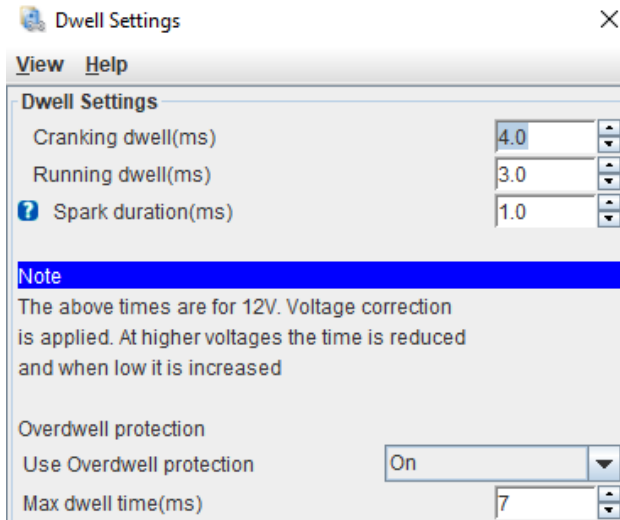 Dwell Settings
View Help
Dwell Settings
Cranking dwell(ms) 4.0
Running dwell(ms) 3.0
Spark duration(ms) 1.0
Note
The above times are for 12V. Voltage correction
is applied. At higher voltages the time is reduced
and when low it is increased
Overdwell protection
Use Overdwell protection On
Max dwell time(ms) 7